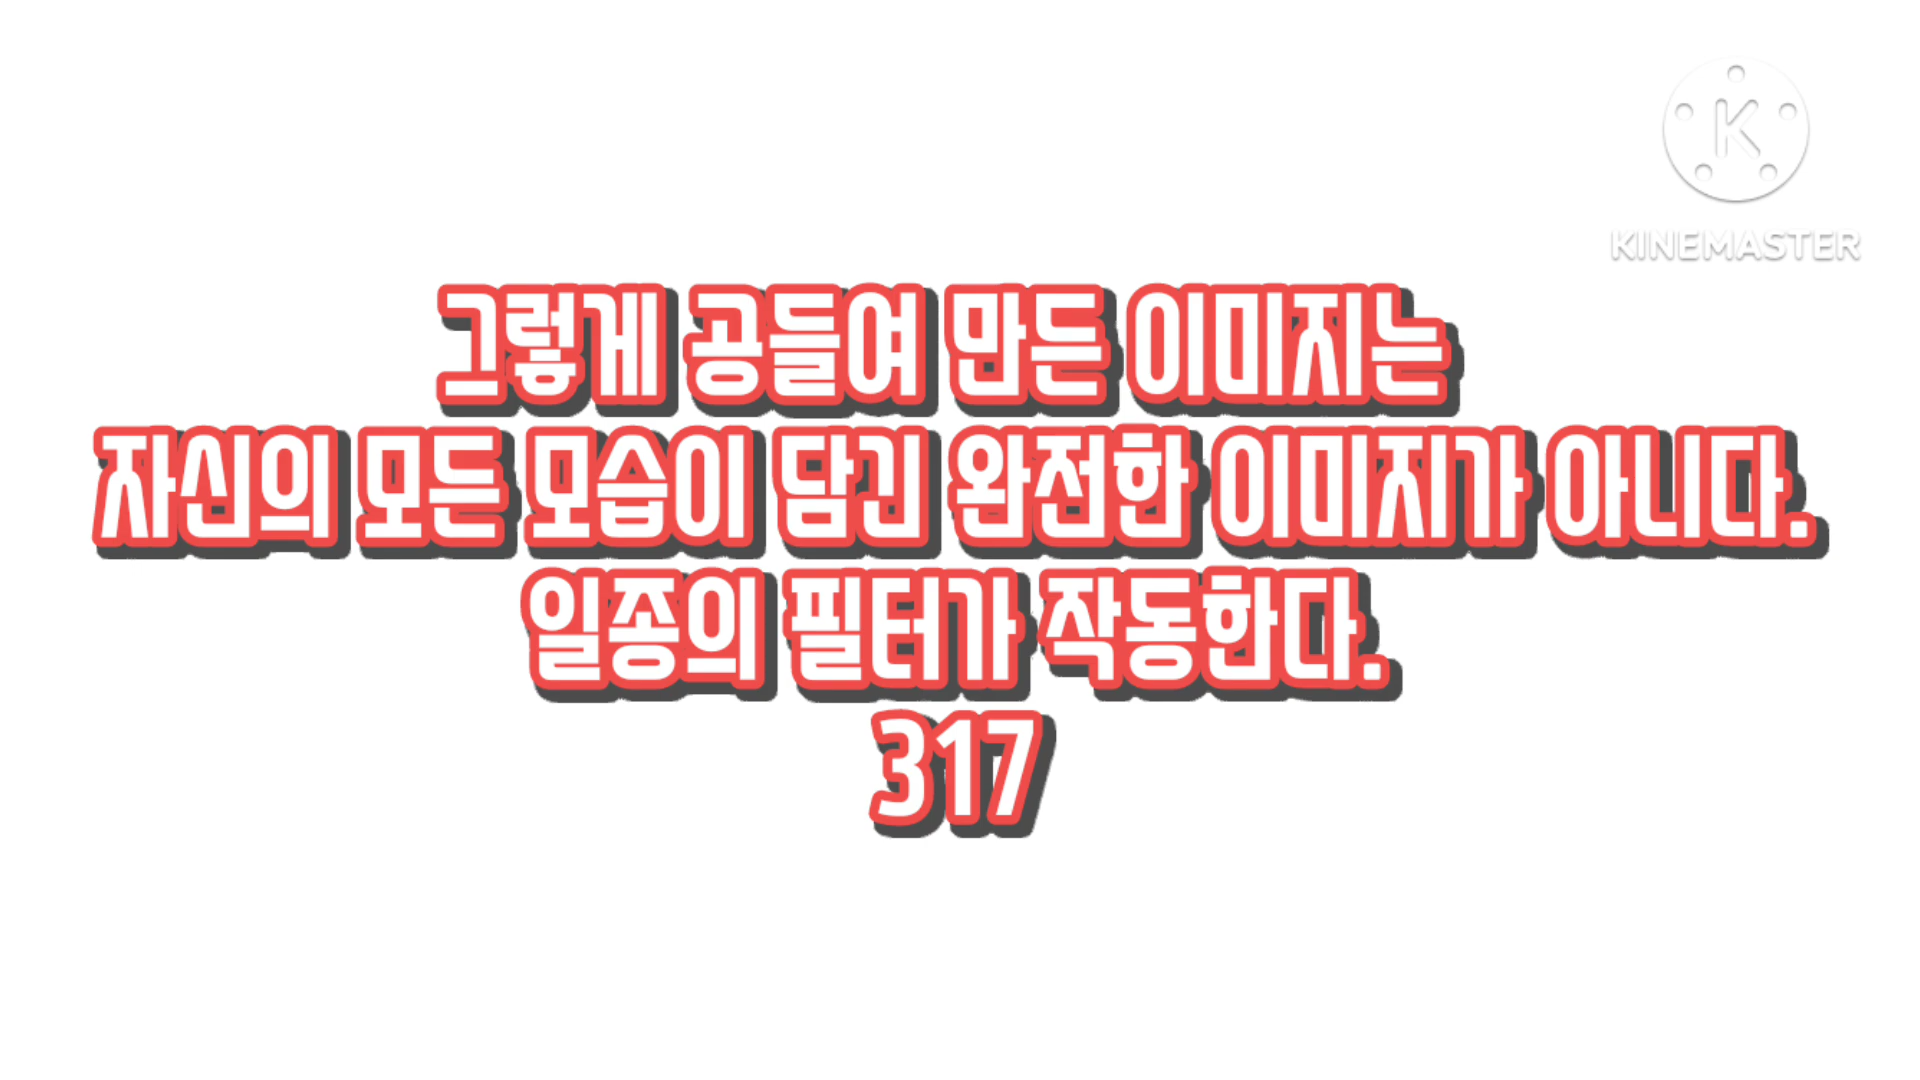 KINEMASTER
그렇게 공들여 만든 이미지는
자신의 모든 모습이 담긴 완전한 이미지가 아니다.
일종의 필터가 작동한다.
317